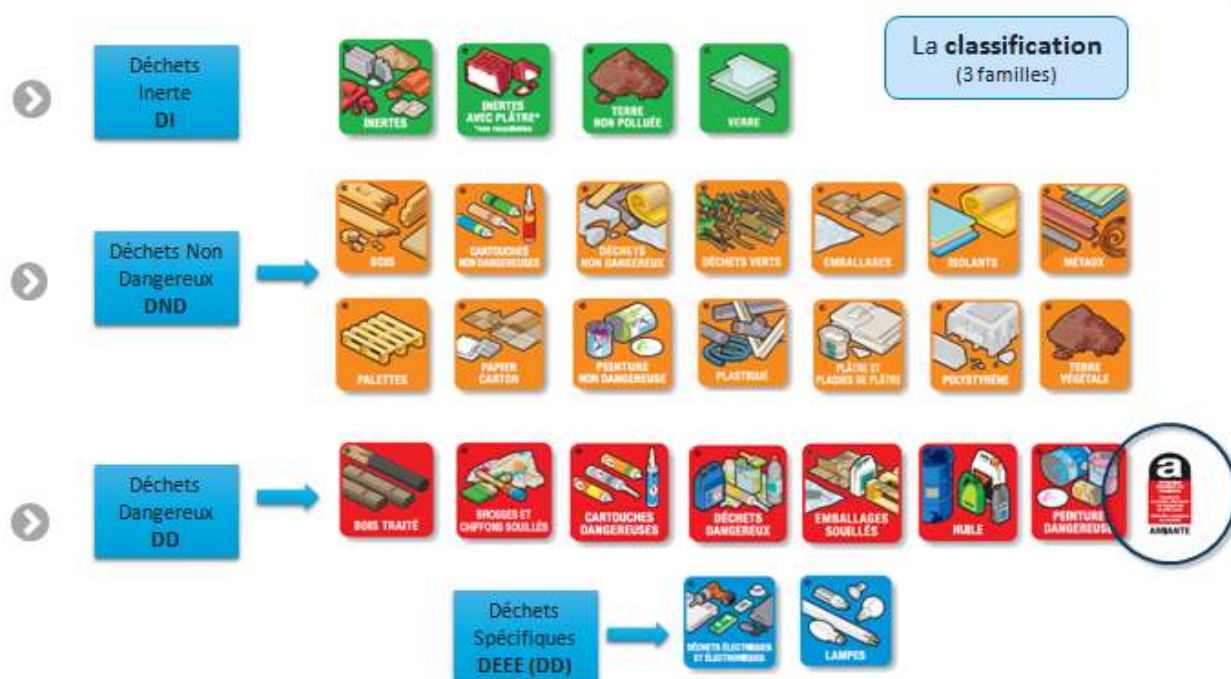 La classification
(3 familles)
Déchets
Inerte
DI
INERTES
INERTES
AVEC PLÂTRE*
*non recyclables
TERRE
NON POLLUÉE
VERRE
Déchets Non
Dangereux
DND
BOIS
CARTOUCHES
NON DANGEREUSES
DÉCHETS
NON DANGEREUX
DÉCHETS VERTS
EMBALLAGES
ISOLANTS
MÉTAUX
PALETTES
PAPIER
CARTON
PEINTURE
NON DANGEREUSE
PLASTIQUE
PLÂTRE ET
PLAQUES DE PLÂTRE
POLYSTYRÈNE
TERRE
VÉGÉTALE
Déchets
Dangereux
DD
BOIS TRAITÉ
BROSSES ET
CHIFFONS SOUILLÉS
CARTOUCHES
DANGEREUSES
DÉCHETS
DANGEREUX
EMBALLAGES
SOUILLÉS
HUILE
PEINTURE
DANGEREUSE
a
AMIANTE
Déchets
Spécifiques
DEEE (DD)
DÉCHETS ÉLECTRIQUES
ET ÉLECTRONIQUES
LAMPES